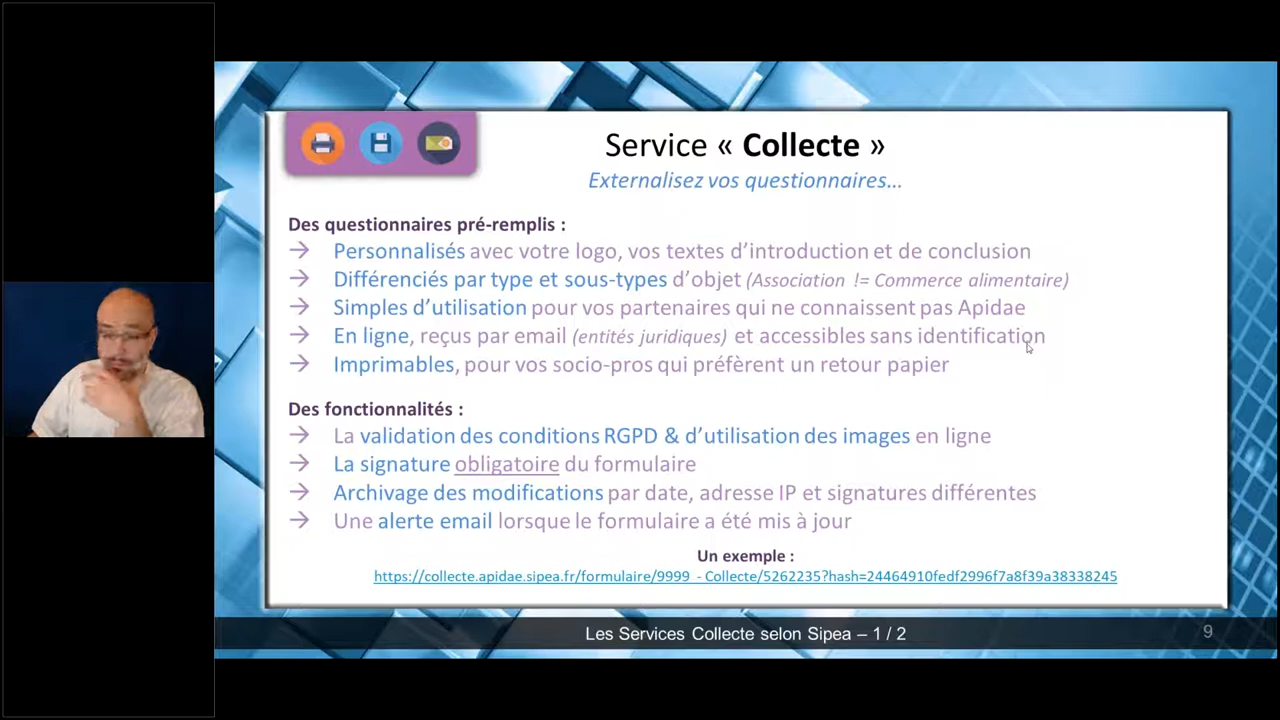 Service « Collecte »
Externalisez vos questionnaires…
Des questionnaires pré-remplis :
→ Personnalisés avec votre logo, vos textes d’introduction et de conclusion
→ Différenciés par type et sous-types d’objet (Association != Commerce alimentaire)
→ Simples d’utilisation pour vos partenaires qui ne connaissent pas Apidae
→ En ligne, reçus par email (entités juridiques) et accessibles sans identification
→ Imprimables, pour vos socio-pros qui préfèrent un retour papier
Des fonctionnalités :
→ La validation des conditions RGPD & d’utilisation des images en ligne
→ La signature obligatoire du formulaire
→ Archivage des modifications par date, adresse IP et signatures différentes
→ Une alerte email lorsque le formulaire a été mis à jour
Un exemple :
https://collecte.apidae.sipea.fr/formulaire/9999_-Collecte/5262235?hash=24464910fedf2996f7a8f39a38338245
Les Services Collecte selon Sipea – 1 / 2
9